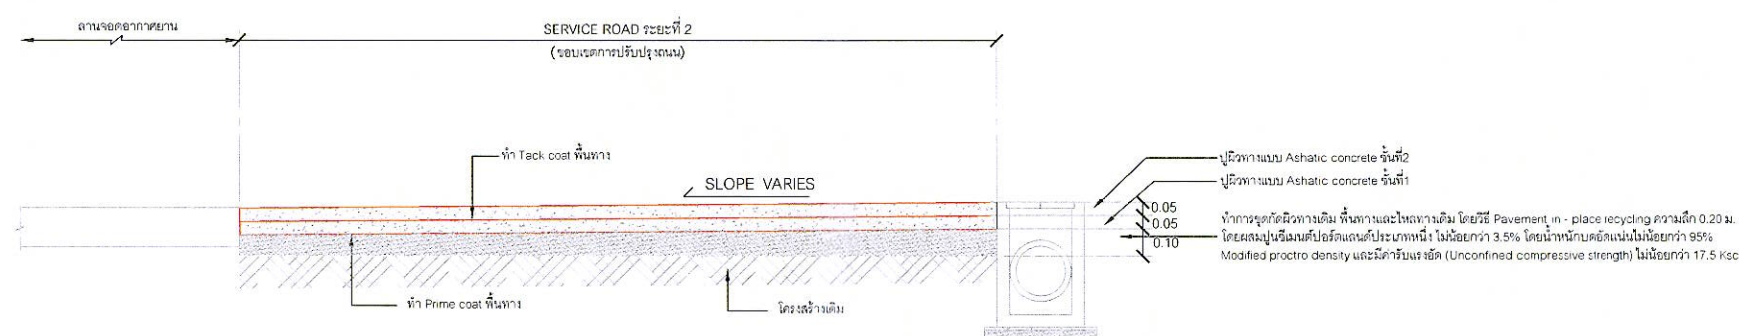 ลานจอดอากาศยาน
SERVICE ROAD ระยะที่ 2
(ขอบเขตการปรับปรุงถนน)
ทำ Tack coat พื้นทาง
SLOPE VARIES
ปูผิวทางแบบ Ashatic concrete ชั้นที่2
ปูผิวทางแบบ Ashatic concrete ชั้นที่1
0.05
0.05
0.10
ทำการขุดกัดผิวทางเดิม พื้นทางและไหล่ทางเดิม โดยวิธี Pavement in - place recycling ความลึก 0.20 ม.
โดยผสมปูนซีเมนต์ปอร์ตแลนด์ประเภทหนึ่ง ไม่น้อยกว่า 3.5% โดยน้ำหนักบดอัดแน่นไม่น้อยกว่า 95%
Modified proctro density และมีค่ารับแรงอัด (Unconfined compressive strength) ไม่น้อยกว่า 17.5 Ksc
ทำ Prime coat พื้นทาง
โครงสร้างเดิม